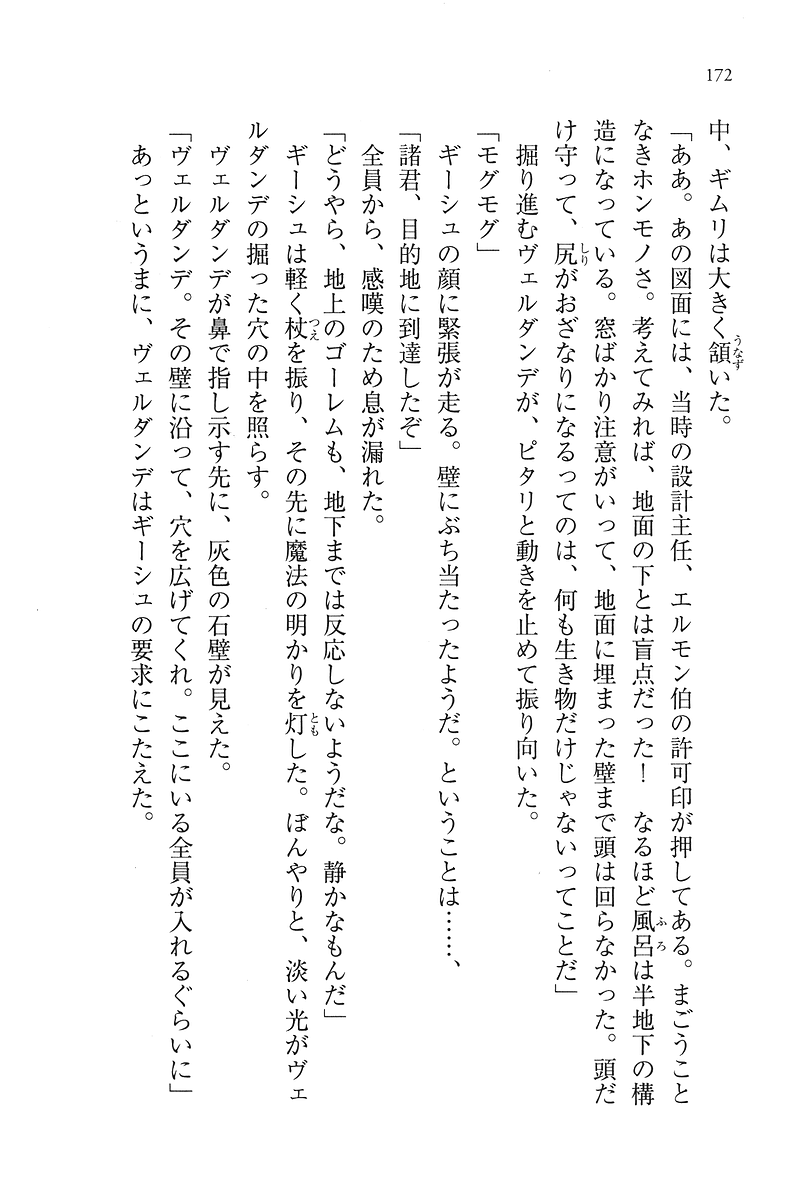 172
中、ギムリは大きく頷いた。
うなず
「ああ。あの図面には、当時の設計主任、エルモン伯の許可印が押してある。まごうこと
なきホンモノさ。考えてみれば、地面の下とは盲点だった！　なるほど風呂は半地下の構
ふろ
造になっている。窓ばかり注意がいって、地面に埋まった壁まで頭は回らなかった。頭だ
け守って、尻がおざなりになるってのは、何も生き物だけじゃないってことだ」
しり
掘り進むヴェルダンデが、ピタリと動きを止めて振り向いた。
「モグモグ」
ギーシュの顔に緊張が走る。壁にぶち当たったようだ。ということは……、
「諸君、目的地に到達したぞ」
全員から、感嘆のため息が漏れた。
「どうやら、地上のゴーレムも、地下までは反応しないようだな。静かなもんだ」
ギーシュは軽く杖を振り、その先に魔法の明かりを灯した。ぼんやりと、淡い光がヴェ
つえ
とも
ルダンデの掘った穴の中を照らす。
ヴェルダンデが鼻で指し示す先に、灰色の石壁が見えた。
「ヴェルダンデ。その壁に沿って、穴を広げてくれ。ここにいる全員が入れるぐらいに」
あっというまに、ヴェルダンデはギーシュの要求にこたえた。